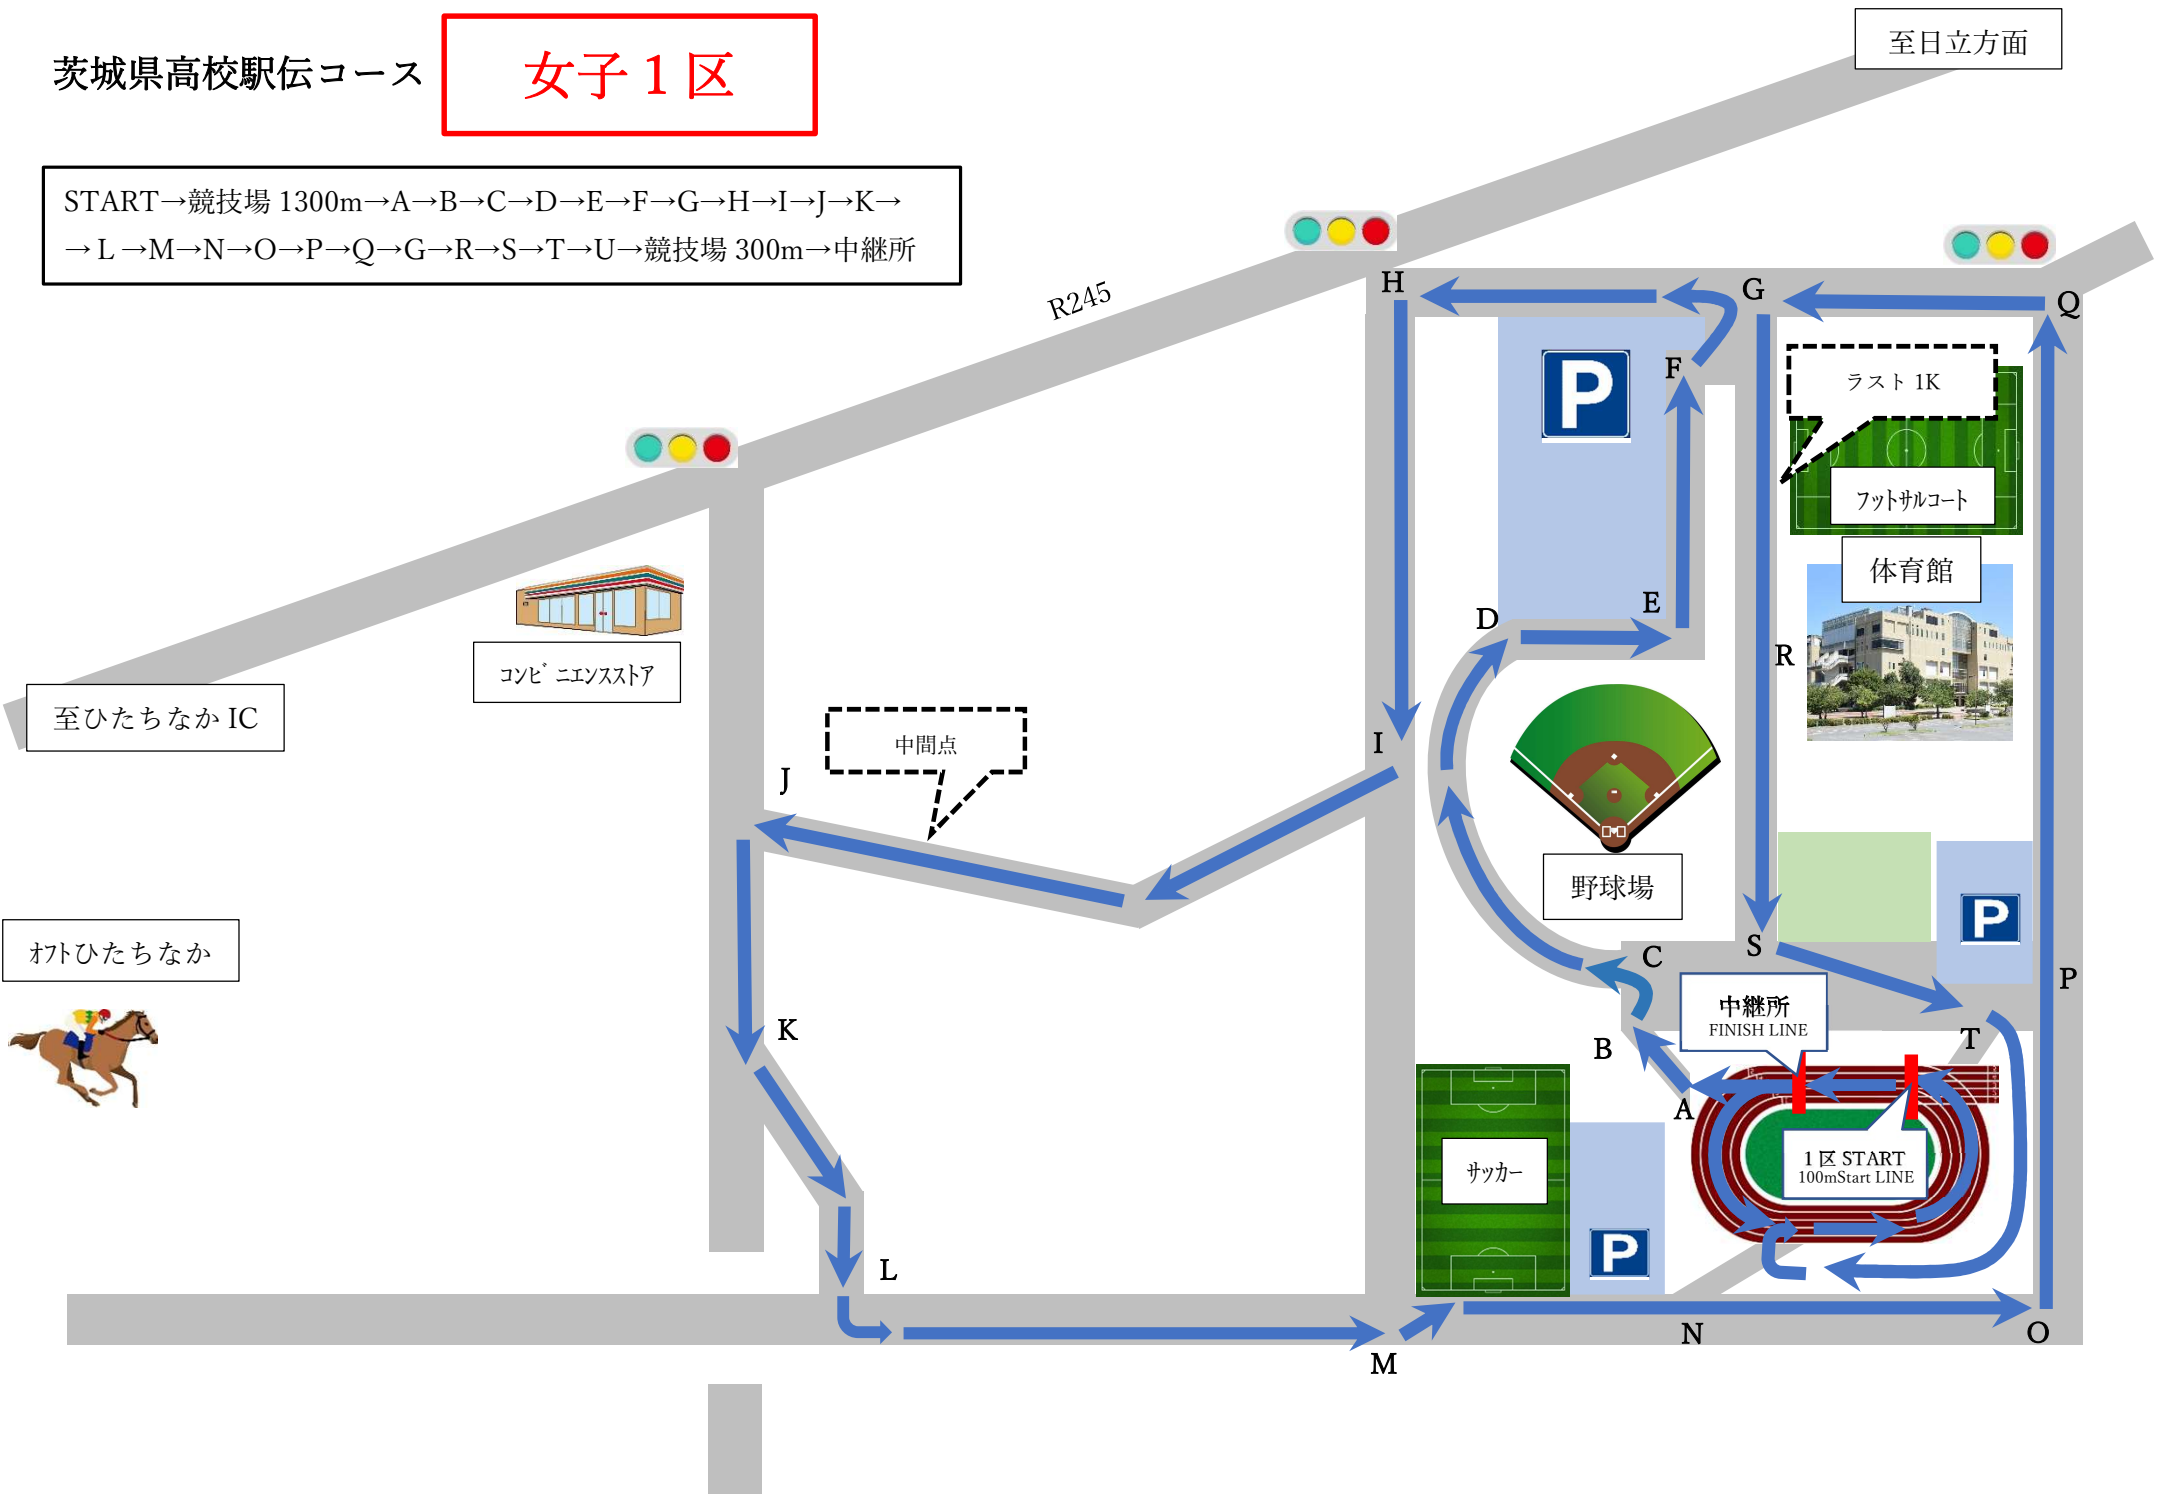 茨城県高校駅伝コース
女子1区
START→競技場 1300m→A→B→C→D→E→F→G→H→I→J→K→
→ L →M→N→O→P→Q→G→R→S→T→U→競技場 300m→中継所
至日立方面
R245
H
G
Q
F
ラスト 1K
フットサルコート
体育館
E
D
R
コンビニエンスストア
至ひたちなか IC
中間点
I
J
野球場
オフトひたちなか
C
S
P
中継所
FINISH LINE
K
B
T
A
1区 START
100mStart LINE
サッカー
P
P
P
L
N
O
M